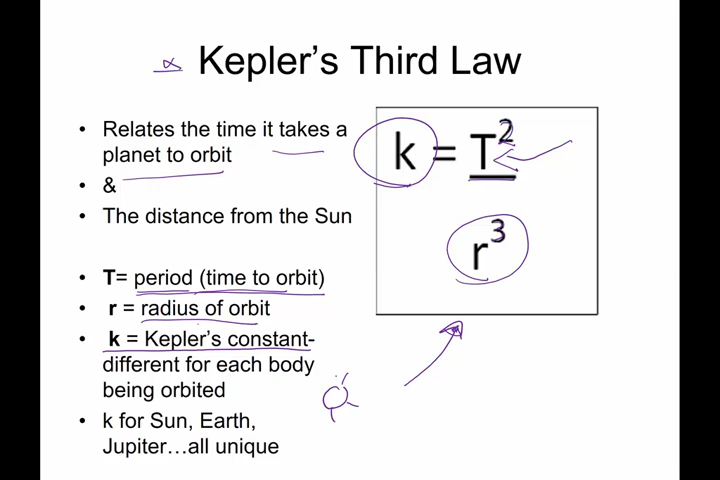 ∝ Kepler's Third Law
• Relates the time it takes a
planet to orbit
• &
• The distance from the Sun
• T= period (time to orbit)
• r = radius of orbit
• k = Kepler's constant-
different for each body
being orbited
• k for Sun, Earth,
Jupiter…all unique
k = T²
r³